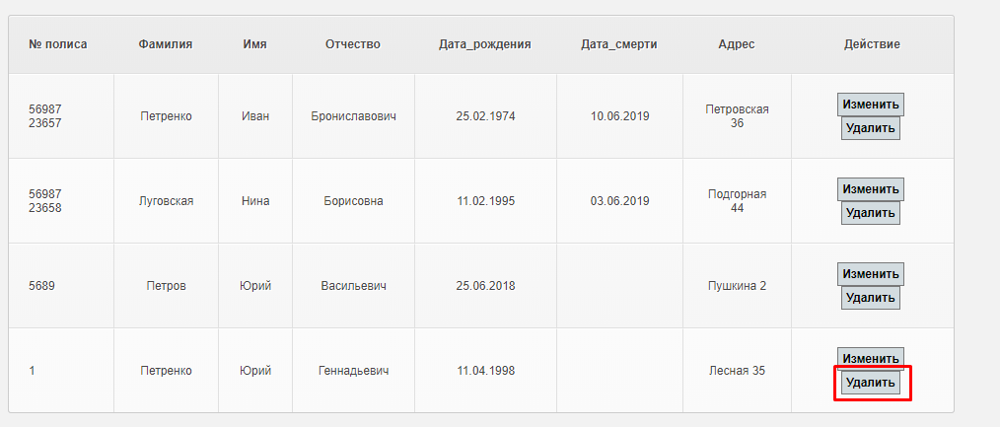 № полиса Фамилия Имя Отчество Дата_рождения Дата_смерти Адрес Действие
56987
23657 Петренко Иван Брониславович 25.02.1974 10.06.2019 Петровская
36 Изменить
Удалить
56987
23658 Луговская Нина Борисовна 11.02.1995 03.06.2019 Подгорная
44 Изменить
Удалить
5689 Петров Юрий Васильевич 25.06.2018 Пушкина 2 Изменить
Удалить
1 Петренко Юрий Геннадьевич 11.04.1998 Лесная 35 Изменить
Удалить